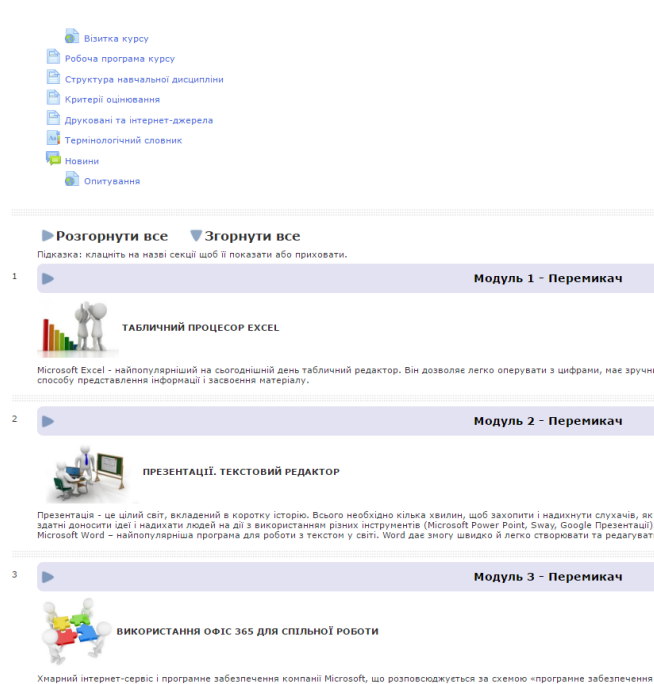 Візитка курсу
Робоча програма курсу
Структура навчальної дисципліни
Критерії оцінювання
Друковані та інтернет-джерела
Термінологічний словник
Новини
Опитування
Розгорнути все Згорнути все
Підказка: клацніть на назві секції щоб її показати або приховати.
1 Модуль 1 - Перемикач
ТАБЛИЧНИЙ ПРОЦЕСОР EXCEL
Microsoft Excel - найпопулярніший на сьогоднішній день табличний редактор. Він дозволяє легко оперувати з цифрами, має зручн
способу представлення інформації і засвоєння матеріалу.
2 Модуль 2 - Перемикач
ПРЕЗЕНТАЦІЇ. ТЕКСТОВИЙ РЕДАКТОР
Презентація - це цілий світ, вкладений в коротку історію. Всього необхідно кілька хвилин, щоб захопити і надихнути слухачів, як
здатні доносити ідеї і надихати людей на дії з використанням різних інструментів (Microsoft Power Point, Sway, Google Презентації)
Microsoft Word – найпопулярніша програма для роботи з текстом у світі. Word дає змогу швидко й легко створювати та редагуват
3 Модуль 3 - Перемикач
ВИКОРИСТАННЯ ОФІС 365 ДЛЯ СПІЛЬНОЇ РОБОТИ
Хмарний інтернет-сервіс і програмне забезпечення компанії Microsoft, що розповсюджується за схемою «програмне забезпечення